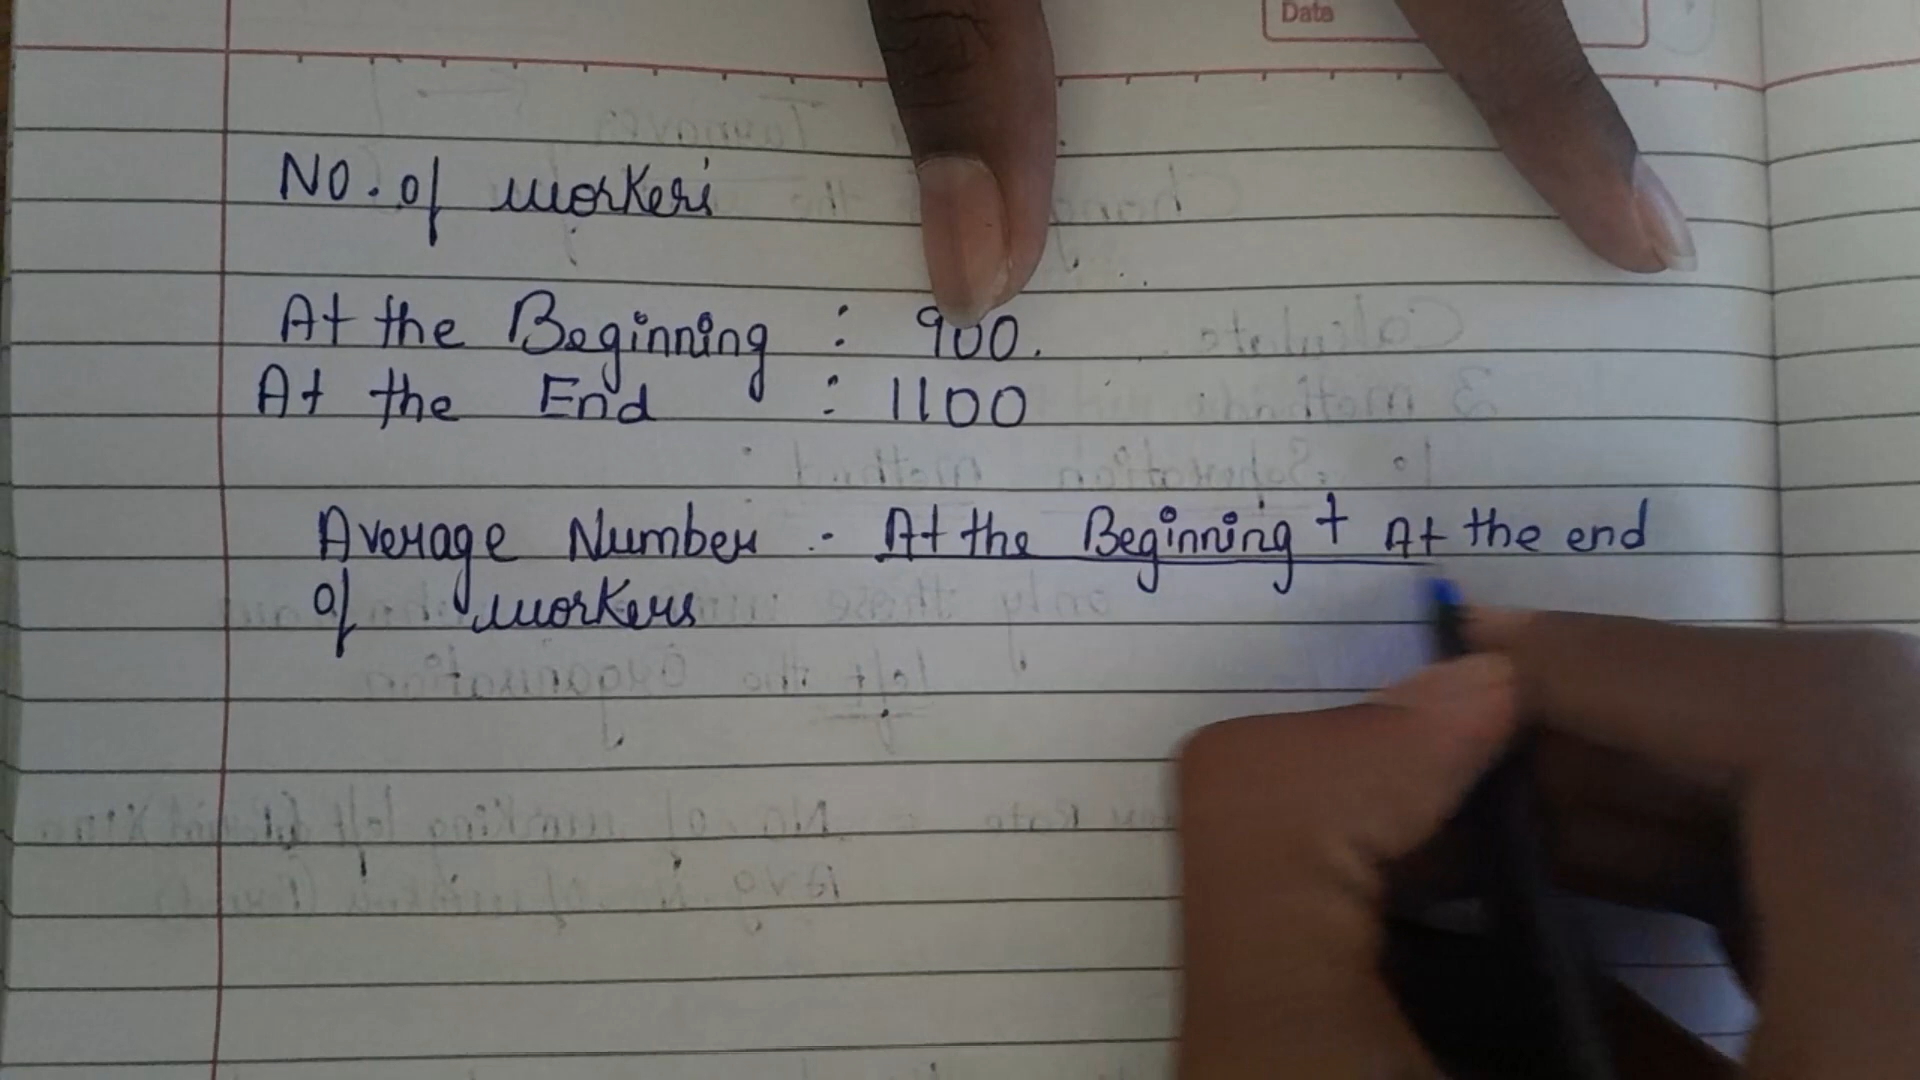 Data
NO. of workers
At the Beginning : 900.
At the End : 1100
Average Number :- At the Beginning + At the end
of workers